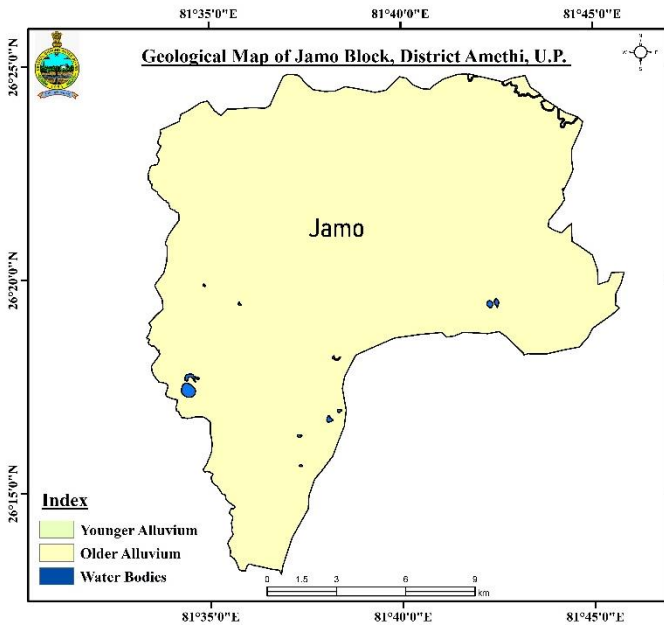 81°35'0"E 81°40'0"E 81°45'0"E
Geological Map of Jamo Block, District Amethi, U.P.
26°25'0"N
Jamo
26°20'0"N
26°15'0"N
Index
Younger Alluvium
Older Alluvium
Water Bodies
0 1.5 3 6 9
km
81°35'0"E 81°40'0"E 81°45'0"E